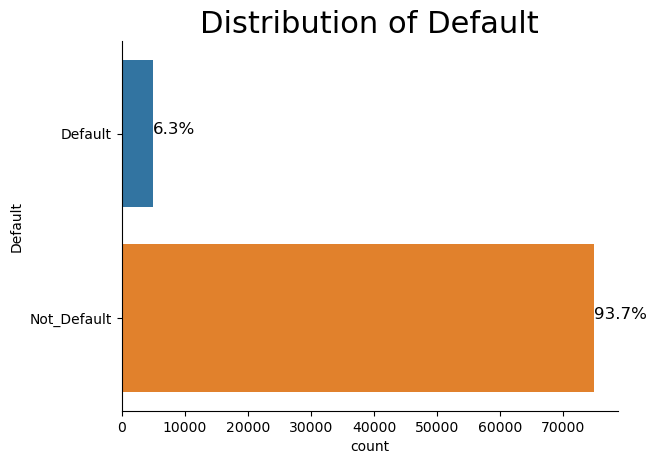 Distribution of Default
Default
6.3%
Default
Not_Default
93.7%
0 10000 20000 30000 40000 50000 60000 70000
count